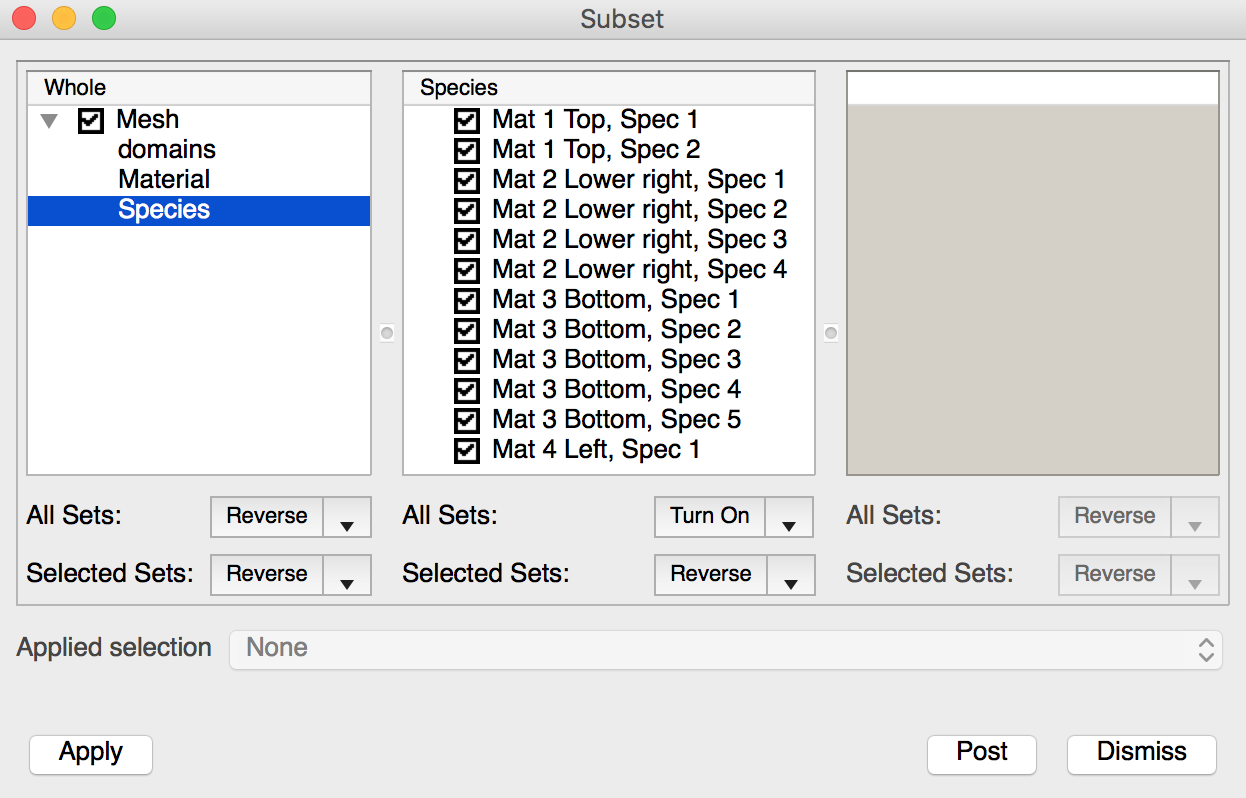 Subset
Whole
Mesh
domains
Material
Species
Species
Mat 1 Top, Spec 1
Mat 1 Top, Spec 2
Mat 2 Lower right, Spec 1
Mat 2 Lower right, Spec 2
Mat 2 Lower right, Spec 3
Mat 2 Lower right, Spec 4
Mat 3 Bottom, Spec 1
Mat 3 Bottom, Spec 2
Mat 3 Bottom, Spec 3
Mat 3 Bottom, Spec 4
Mat 3 Bottom, Spec 5
Mat 4 Left, Spec 1
All Sets: Reverse
Selected Sets: Reverse
All Sets: Turn On
Selected Sets: Reverse
All Sets: Reverse
Selected Sets: Reverse
Applied selection None
Apply Post Dismiss